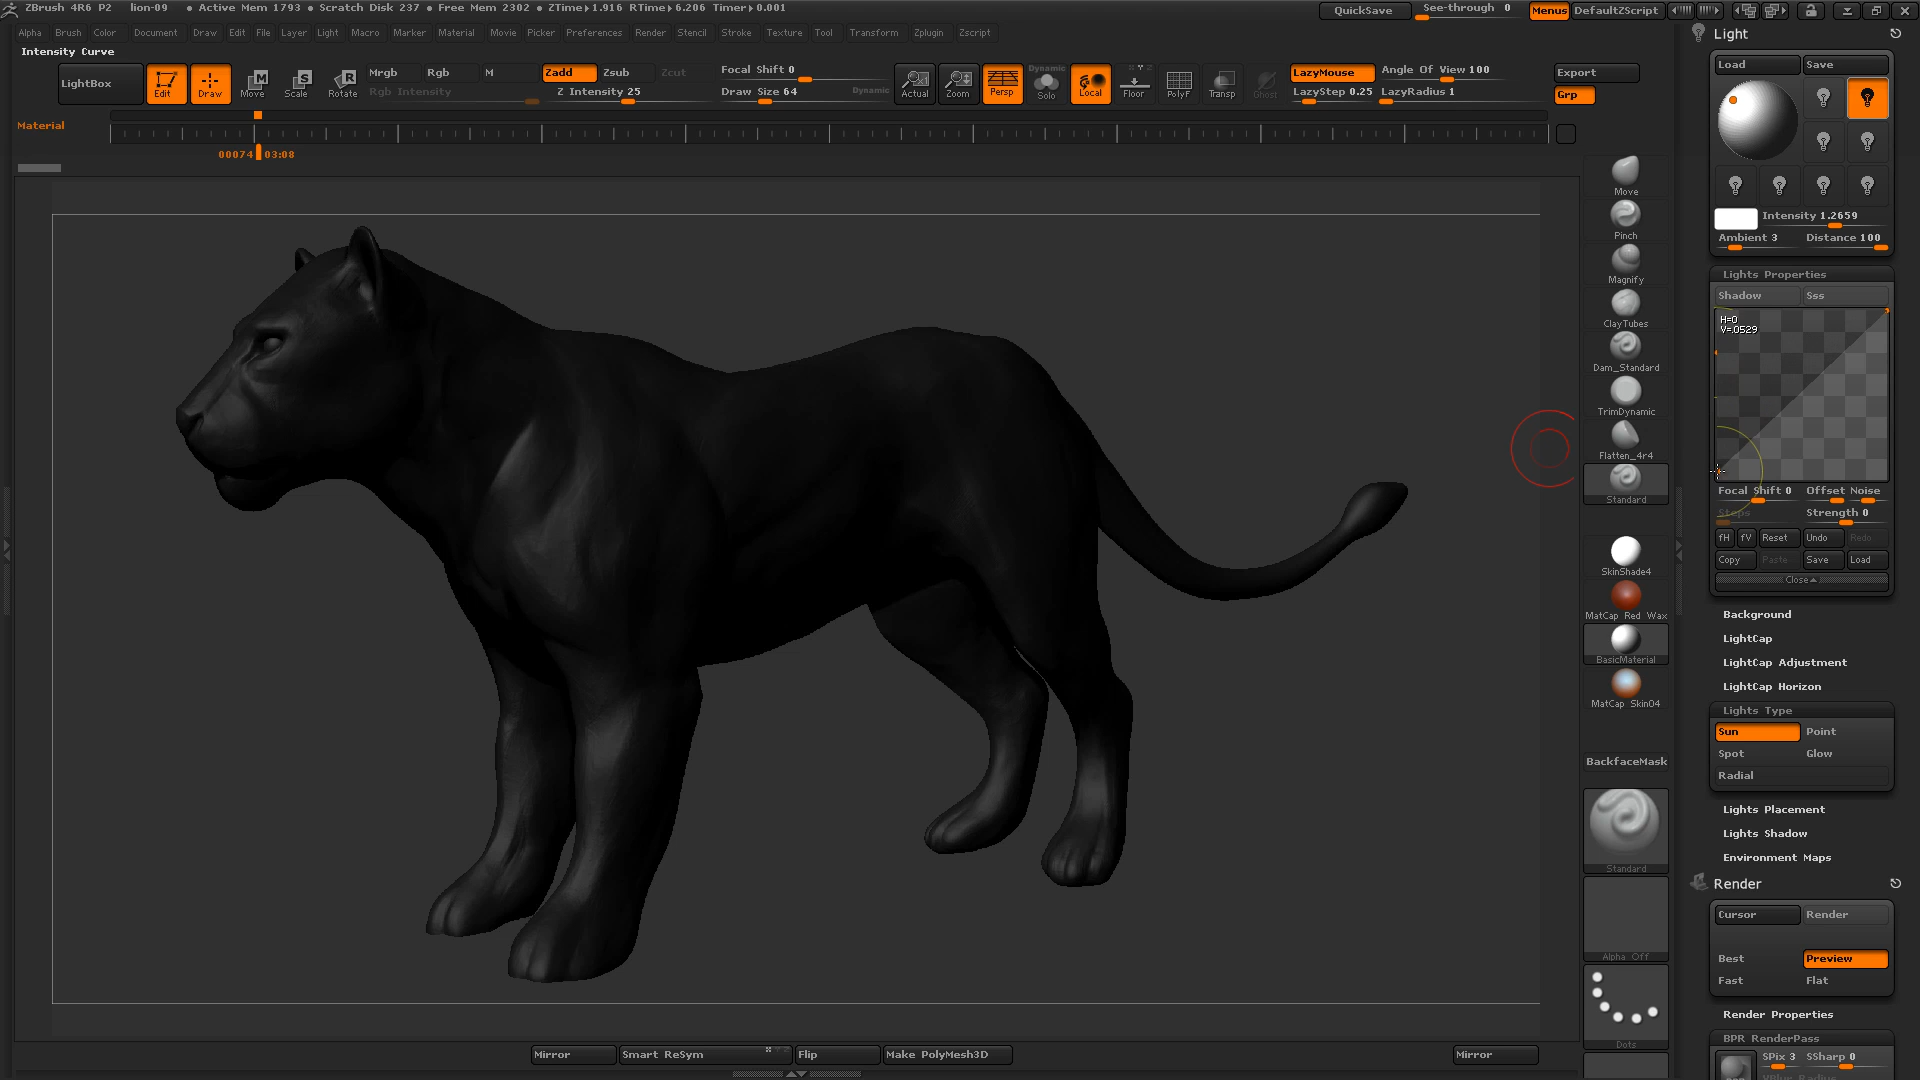 ZBrush 4R6 P2 lion-09 • Active Mem 1793 • Scratch Disk 237 • Free Mem 2302 • ZTime▸1.916 RTime▸6.206 Timer▸0.001 QuickSave See-through 0 Menus DefaultZScript
Alpha Brush Color Document Draw Edit File Layer Light Macro Marker Material Movie Picker Preferences Render Stencil Stroke Texture Tool Transform Zplugin Zscript
Intensity Curve
LightBox Edit Draw Move Scale Rotate
M S R
Mrgb Rgb M Zadd Zsub Zcut Focal Shift 0
Rgb Intensity Z Intensity 25 Draw Size 64 Dynamic
Actual Zoom Persp Dynamic Solo Local Floor PolyF Transp Ghost
LazyMouse Angle Of View 100 Export
LazyStep 0.25 LazyRadius 1 Grp
Material
00074 03:08
Move
Pinch
Magnify
ClayTubes
Dam_Standard
TrimDynamic
Flatten_4r4
Standard
SkinShade4
MatCap Red Wax
BasicMaterial
MatCap Skin04
BackfaceMask
Standard
Alpha Off
Dots
Light
Load Save
Intensity 1.2659
Ambient 3 Distance 100
Lights Properties
Shadow Sss
H=0
V=.0529
Focal Shift 0 Offset Noise
Steps Strength 0
fH fV Reset Undo Redo
Copy Paste Save Load
Close
Background
LightCap
LightCap Adjustment
LightCap Horizon
Lights Type
Sun Point
Spot Glow
Radial
Lights Placement
Lights Shadow
Environment Maps
Render
Cursor Render
Best Preview
Fast Flat
Render Properties
BPR RenderPass
SPix 3 SSharp 0
Mirror Smart ReSym Flip Make PolyMesh3D Mirror